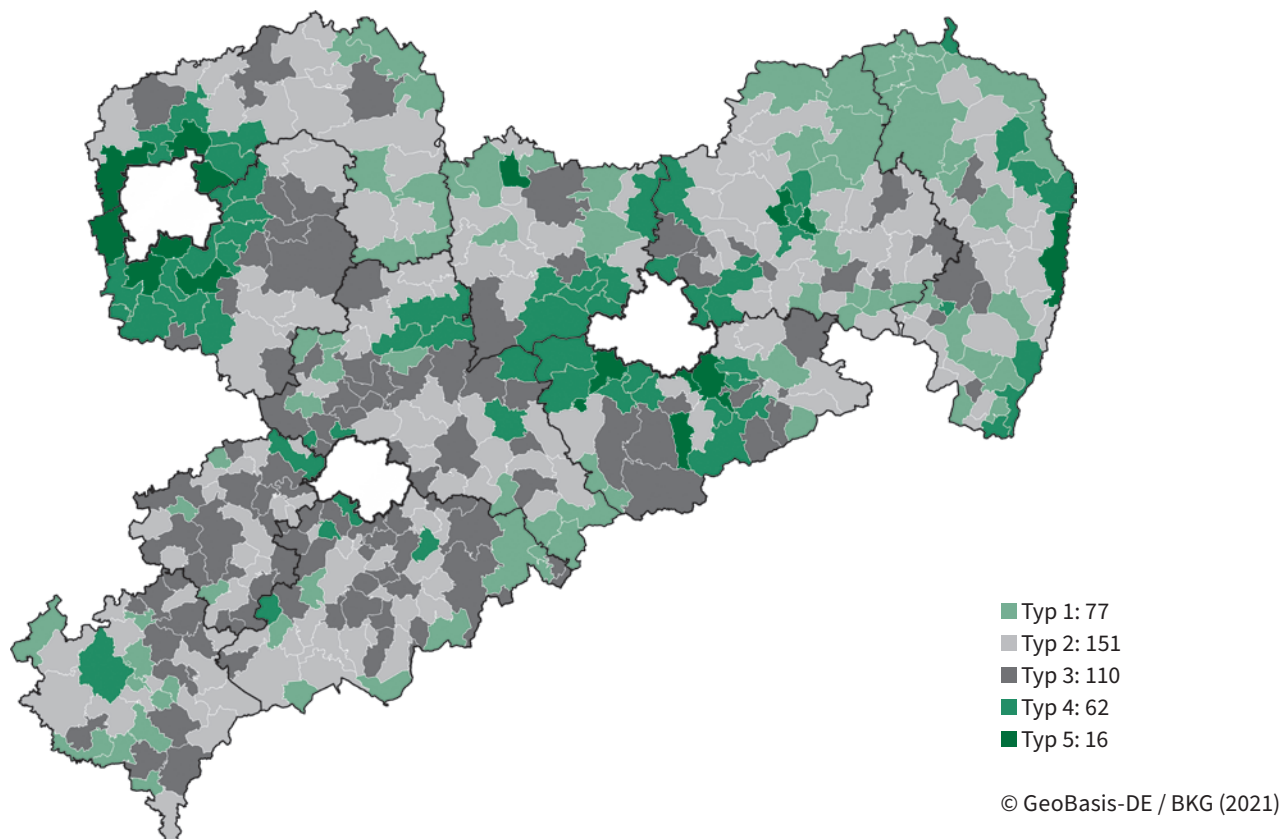 Typ 1: 77
Typ 2: 151
Typ 3: 110
Typ 4: 62
Typ 5: 16
© GeoBasis-DE / BKG (2021)